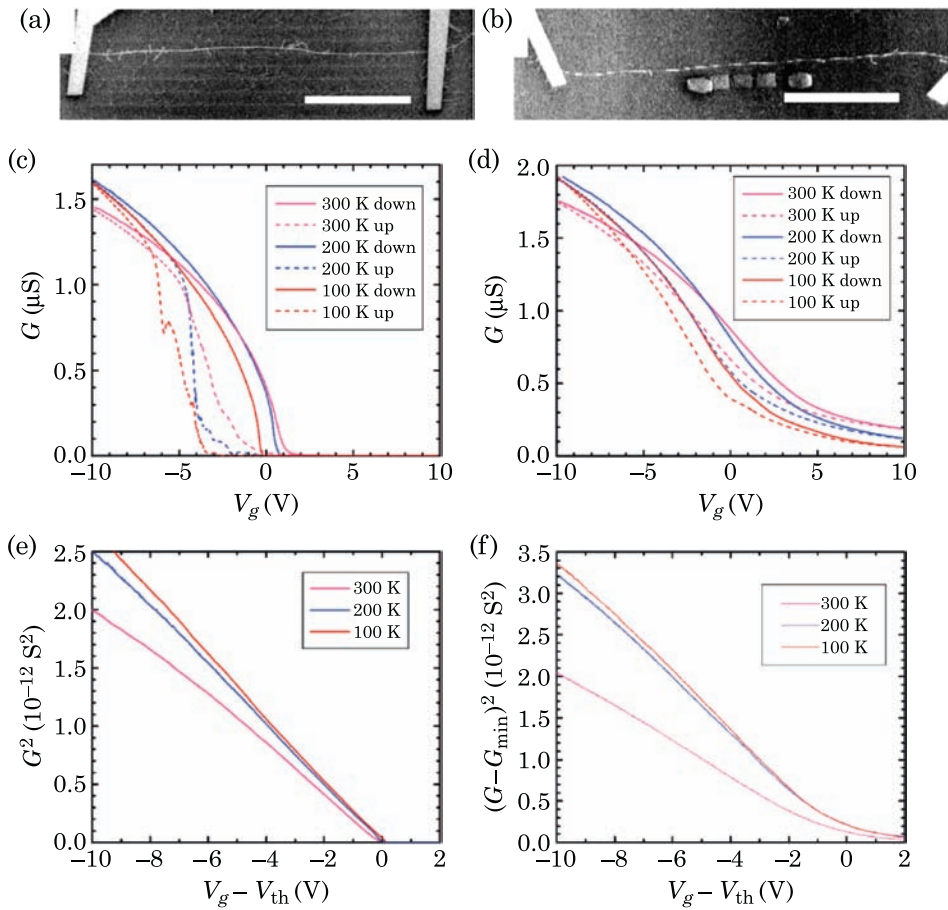 (a)
(b)
(c)
G (μS)
1.5
1.0
0.5
0.0
−10
−5
0
5
10
V_g (V)
300 K down
300 K up
200 K down
200 K up
100 K down
100 K up
(d)
G (μS)
2.0
1.5
1.0
0.5
0.0
−10
−5
0
5
10
V_g (V)
300 K down
300 K up
200 K down
200 K up
100 K down
100 K up
(e)
G² (10⁻¹² S²)
2.5
2.0
1.5
1.0
0.5
0.0
−10
−8
−6
−4
−2
0
2
V_g − V_th (V)
300 K
200 K
100 K
(f)
(G−G_min)² (10⁻¹² S²)
3.5
3.0
2.5
2.0
1.5
1.0
0.5
0.0
−10
−8
−6
−4
−2
0
2
V_g − V_th (V)
300 K
200 K
100 K